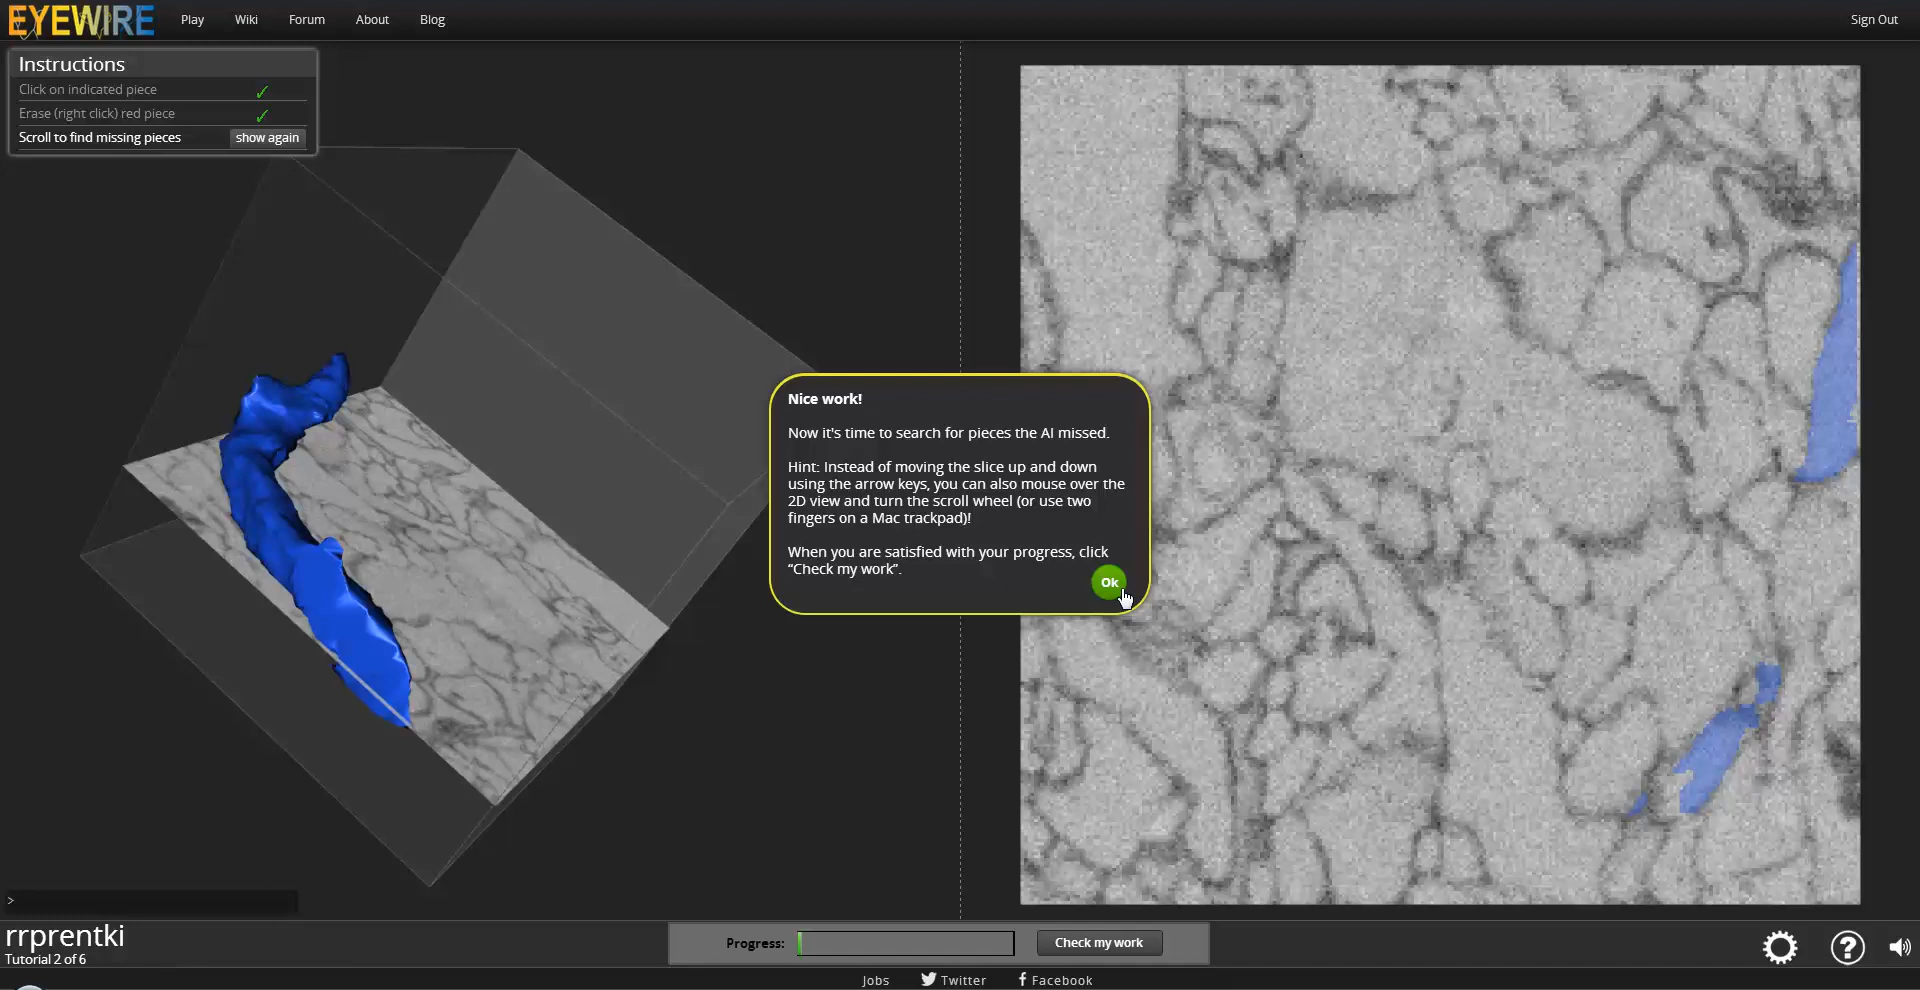 EYEWIRE Play Wiki Forum About Blog Sign Out
Instructions
Click on indicated piece ✓
Erase (right click) red piece ✓
Scroll to find missing pieces show again
Nice work!
Now it's time to search for pieces the AI missed.
Hint: Instead of moving the slice up and down
using the arrow keys, you can also mouse over the
2D view and turn the scroll wheel (or use two
fingers on a Mac trackpad)!
When you are satisfied with your progress, click
“Check my work”.
Ok
>
rrprentki
Tutorial 2 of 6
Progress: Check my work
Jobs Twitter Facebook